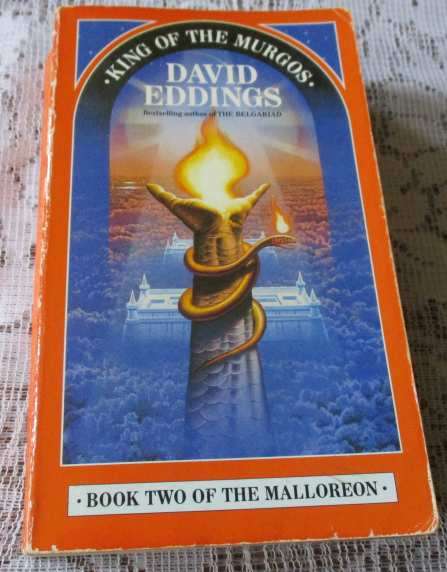 · KING OF THE MURGOS ·
DAVID
EDDINGS
Bestselling author of THE BELGARIAD
· BOOK TWO OF THE MALLOREON ·